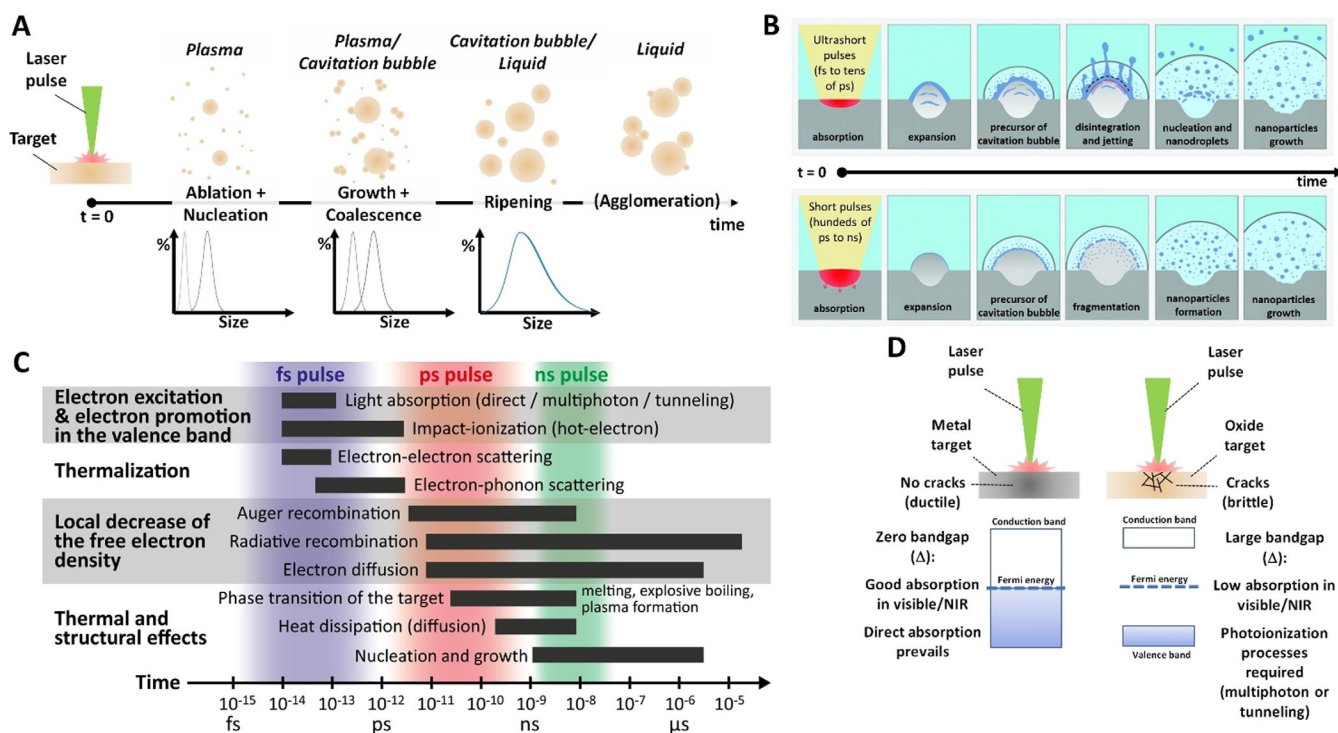 A
Laser
pulse
Target
t = 0
Plasma
Plasma/
Cavitation bubble
Cavitation bubble/
Liquid
Liquid
Ablation +
Nucleation
Growth +
Coalescence
Ripening
(Agglomeration)
time
%
Size
%
Size
%
Size
B
Ultrashort
pulses
(fs to tens
of ps)
absorption
expansion
precursor of
cavitation bubble
disintegration
and jetting
nucleation and
nanodroplets
nanoparticles
growth
t = 0
time
Short pulses
(hundeds of
ps to ns)
absorption
expansion
precursor of
cavitation bubble
fragmentation
nanoparticles
formation
nanoparticles
growth
C
fs pulse
ps pulse
ns pulse
Electron excitation
& electron promotion
in the valence band
Light absorption (direct / multiphoton / tunneling)
Impact-ionization (hot-electron)
Thermalization
Electron-electron scattering
Electron-phonon scattering
Local decrease of
the free electron
density
Auger recombination
Radiative recombination
Electron diffusion
Thermal and
structural effects
Phase transition of the target
melting, explosive boiling,
plasma formation
Heat dissipation (diffusion)
Nucleation and growth
Time
10-15
10-14
10-13
10-12
10-11
10-10
10-9
10-8
10-7
10-6
10-5
fs
ps
ns
µs
D
Laser
pulse
Metal
target
No cracks
(ductile)
Laser
pulse
Oxide
target
Cracks
(brittle)
Zero bandgap
(Δ):
Good absorption
in visible/NIR
Direct absorption
prevails
Conduction band
Fermi energy
Conduction band
Fermi energy
Valence band
Large bandgap
(Δ):
Low absorption in
visible/NIR
Photoionization
processes
required
(multiphoton or
tunneling)